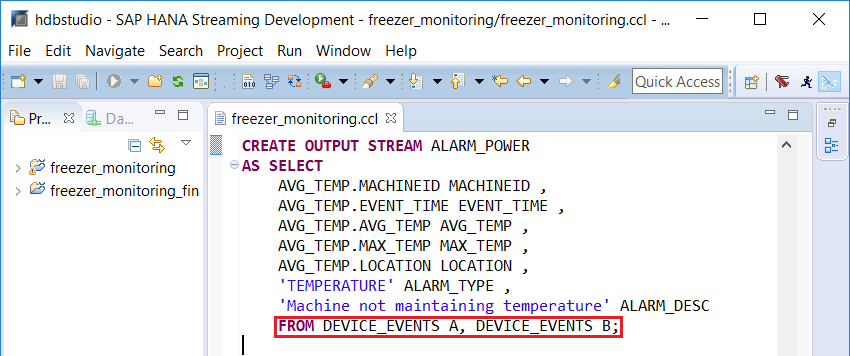 hdbstudio - SAP HANA Streaming Development - freezer_monitoring/freezer_monitoring.ccl - ...
File Edit Navigate Search Project Run Window Help
Quick Access
Pr...
Da...
freezer_monitoring
freezer_monitoring_fin
freezer_monitoring.ccl
CREATE OUTPUT STREAM ALARM_POWER
AS SELECT
AVG_TEMP.MACHINEID MACHINEID ,
AVG_TEMP.EVENT_TIME EVENT_TIME ,
AVG_TEMP.AVG_TEMP AVG_TEMP ,
AVG_TEMP.MAX_TEMP MAX_TEMP ,
AVG_TEMP.LOCATION LOCATION ,
'TEMPERATURE' ALARM_TYPE ,
'Machine not maintaining temperature' ALARM_DESC
FROM DEVICE_EVENTS A, DEVICE_EVENTS B;